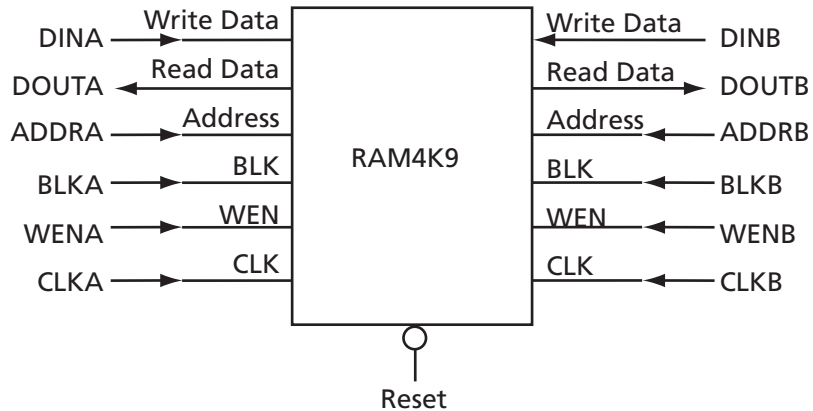 DINA Write Data Write Data DINB
DOUTA Read Data Read Data DOUTB
ADDRA Address Address ADDRB
RAM4K9
BLKA BLK BLK BLKB
WENA WEN WEN WENB
CLKA CLK CLK CLKB
Reset